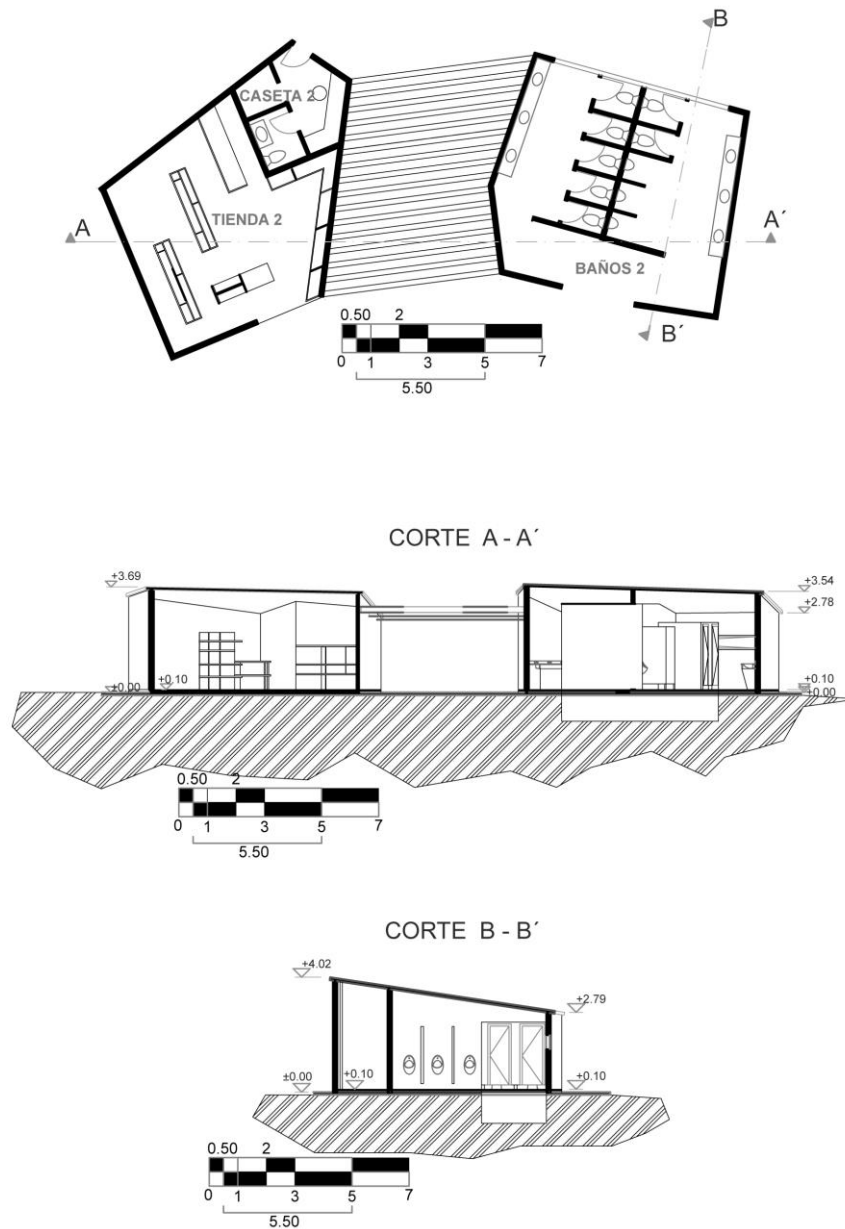 B
CASETA 2
A
TIENDA 2
A´
BAÑOS 2
B´
0.50 2
0 1 3 5 7
5.50
CORTE A - A´
+3.69
+3.54
+2.78
±0.00
+0.10
+0.10
±0.00
0.50 2
0 1 3 5 7
5.50
CORTE B - B´
+4.02
+2.79
±0.00
+0.10
+0.10
0.50 2
0 1 3 5 7
5.50